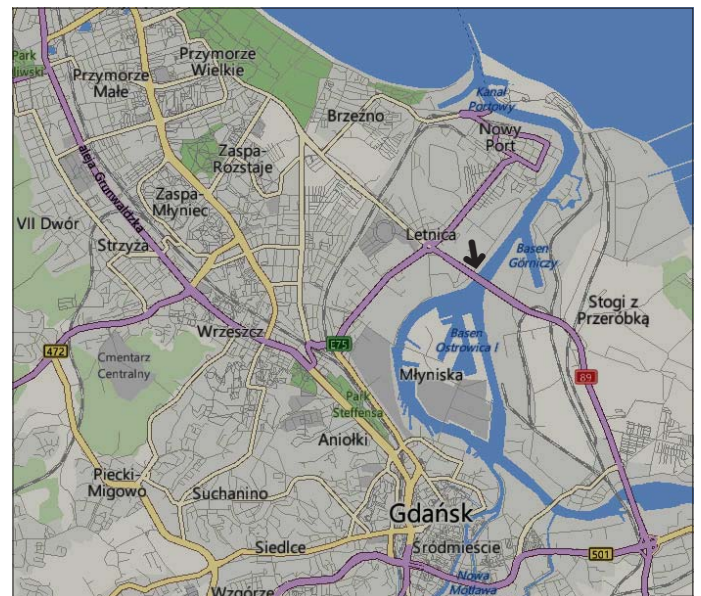 Park
Przymorze
Wielkie
Przymorze
Małe
Kanał
Portowy
Brzeźno
Nowy
Port
Zaspa-
Rozstaje
aleja Grunwaldzka
Zaspa-
Młyniec
VII Dwór
Strzyża
Letnica
Basen
Górniczy
Stogi z
Przeróbką
Wrzeszcz
E75
Basen
Ostrowica I
472
Cmentarz
Centralny
Młyniska
89
Park
Steffensa
Aniołki
Piecki-
Migowo
Suchanino
Gdańsk
Siedlce
Śródmieście
501
Wzgórze
Nowa
Motława